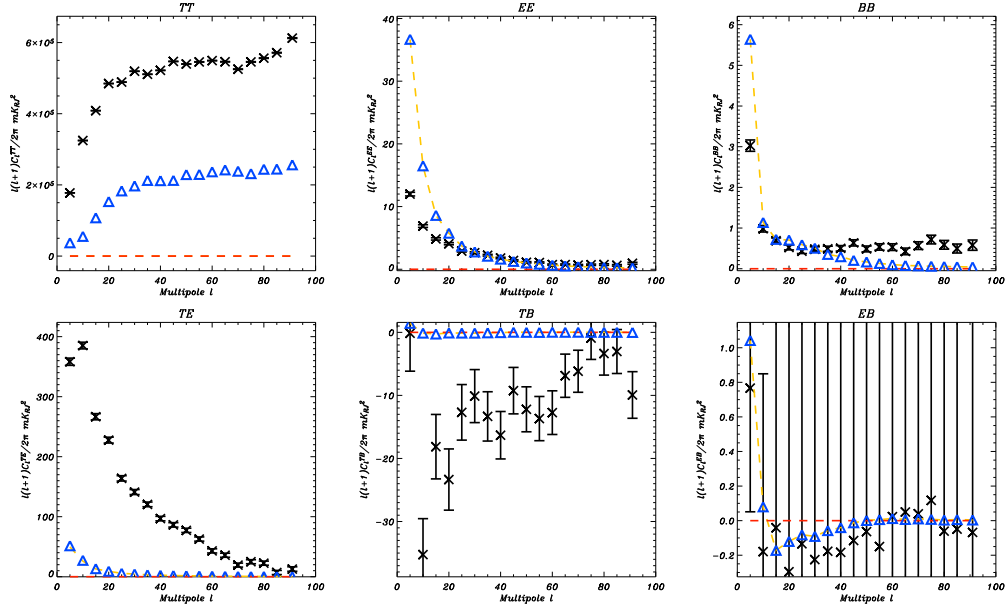 TT
6×10⁵
4×10⁵
2×10⁵
0
0 20 40 60 80 100
Multipole l
l(l+1)C_l^TT/2π mK_RJ²
EE
40
30
20
10
0
0 20 40 60 80 100
Multipole l
l(l+1)C_l^EE/2π mK_RJ²
BB
6
5
4
3
2
1
0
0 20 40 60 80 100
Multipole l
l(l+1)C_l^BB/2π mK_RJ²
TE
400
300
200
100
0
0 20 40 60 80 100
Multipole l
l(l+1)C_l^TE/2π mK_RJ²
TB
0
−10
−20
−30
0 20 40 60 80 100
Multipole l
l(l+1)C_l^TB/2π mK_RJ²
EB
1.0
0.8
0.6
0.4
0.2
0.0
−0.2
0 20 40 60 80 100
Multipole l
l(l+1)C_l^EB/2π mK_RJ²